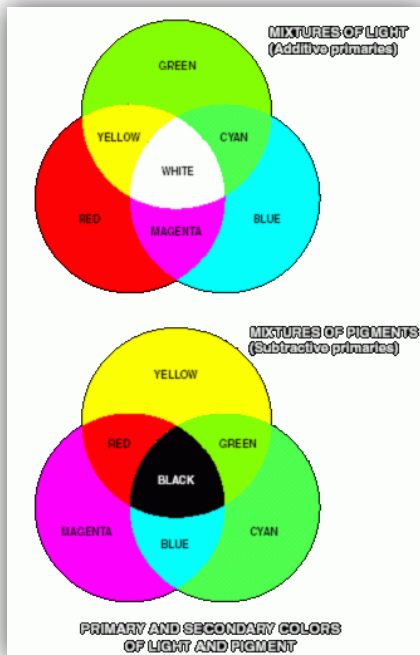 MIXTURES OF LIGHT
(Additive primaries)
GREEN
YELLOW
CYAN
WHITE
RED
BLUE
MAGENTA
MIXTURES OF PIGMENTS
(Subtractive primaries)
YELLOW
RED
GREEN
BLACK
MAGENTA
CYAN
BLUE
PRIMARY AND SECONDARY COLORS
OF LIGHT AND PIGMENT